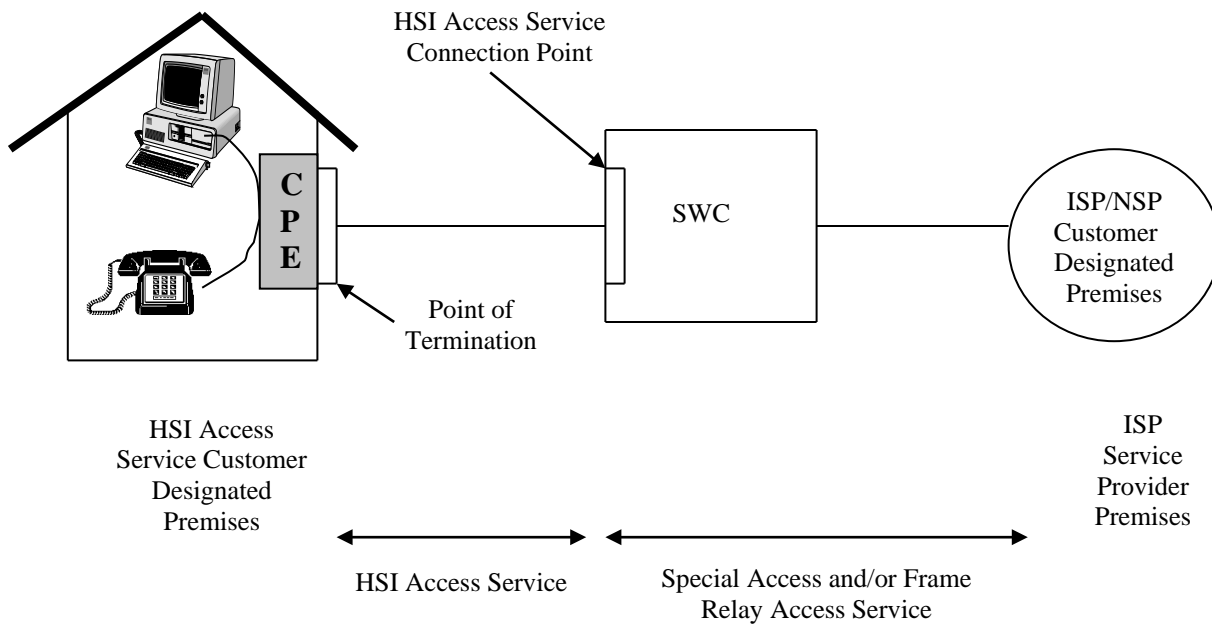 HSI Access Service
Connection Point
C
P
E
SWC
ISP/NSP
Customer
Designated
Premises
Point of
Termination
HSI Access
Service Customer
Designated
Premises
ISP
Service
Provider
Premises
HSI Access Service
Special Access and/or Frame
Relay Access Service